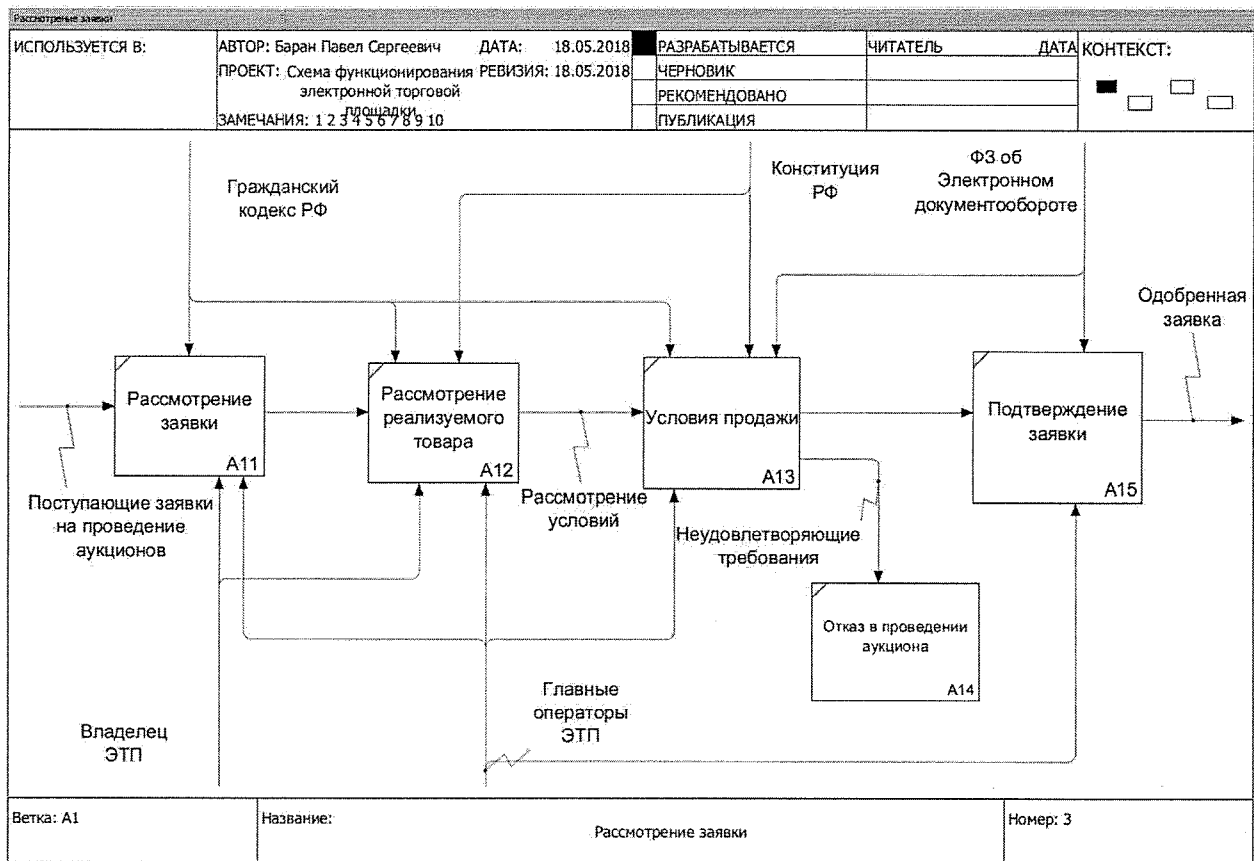 Рассмотрение заявки
ИСПОЛЬЗУЕТСЯ В:
АВТОР: Баран Павел Сергеевич
ДАТА: 18.05.2018
ПРОЕКТ: Схема функционирования
электронной торговой
площадки
РЕВИЗИЯ: 18.05.2018
ЗАМЕЧАНИЯ: 1 2 3 4 5 6 7 8 9 10
РАЗРАБАТЫВАЕТСЯ
ЧЕРНОВИК
РЕКОМЕНДОВАНО
ПУБЛИКАЦИЯ
ЧИТАТЕЛЬ
ДАТА
КОНТЕКСТ:
Гражданский
кодекс РФ
Конституция
РФ
ФЗ об
Электронном
документообороте
Одобренная
заявка
Рассмотрение
заявки
A11
Рассмотрение
реализуемого
товара
A12
Условия продажи
A13
Подтверждение
заявки
A15
Поступающие заявки
на проведение
аукционов
Рассмотрение
условий
Неудовлетворяющие
требования
Отказ в проведении
аукциона
A14
Владелец
ЭТП
Главные
операторы
ЭТП
Ветка: A1
Название:
Рассмотрение заявки
Номер: 3